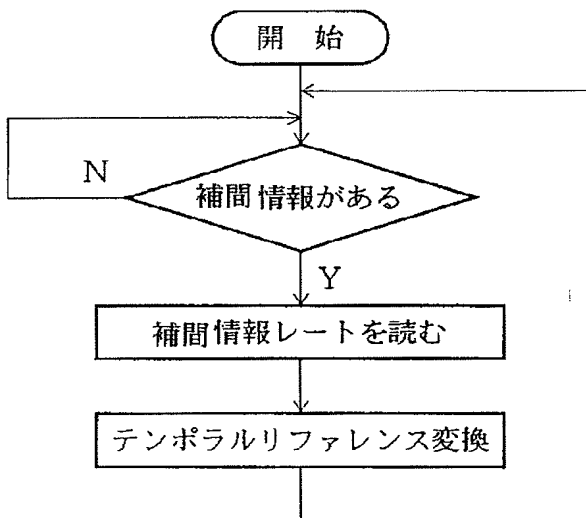 開 始
補間情報がある
N
Y
補間情報レートを読む
テンポラルリファレンス変換